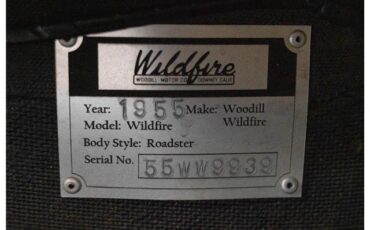 Wildfire
WOODILL MOTOR CO. DOWNEY, CALIF.
Year: 1955 Make: Woodill
Model: Wildfire Wildfire
Body Style: Roadster
Serial No. 55WW9939